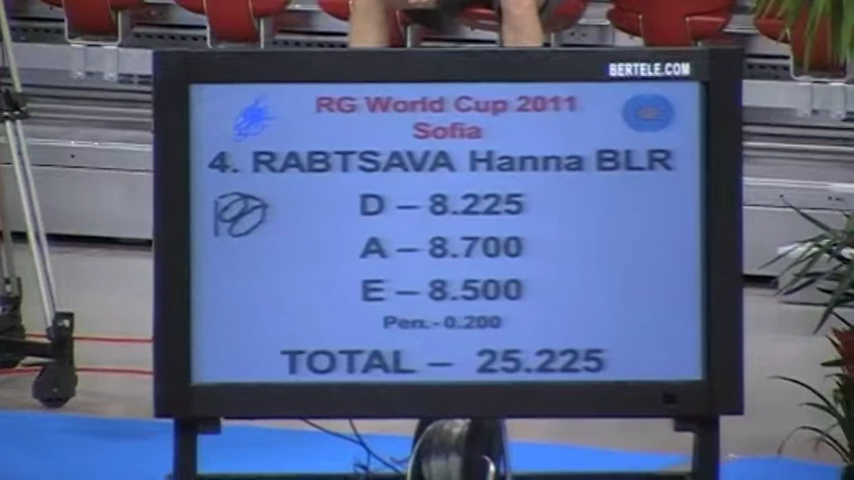 BERTELE.COM
RG World Cup 2011
Sofia
4. RABTSAVA Hanna BLR
D – 8.225
A – 8.700
E – 8.500
Pen.- 0.200
TOTAL – 25.225